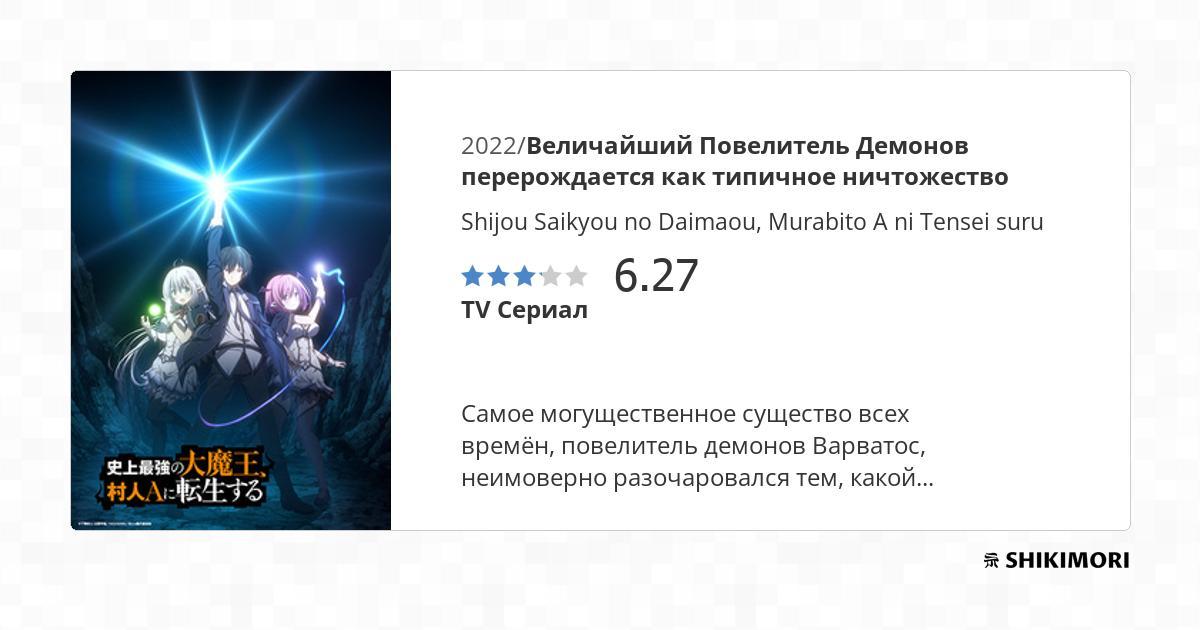 2022/Величайший Повелитель Демонов
перерождается как типичное ничтожество
Shijou Saikyou no Daimaou, Murabito A ni Tensei suru
6.27
TV Сериал
Самое могущественное существо всех
времён, повелитель демонов Варватос,
неимоверно разочаровался тем, какой...
史上最強の大魔王、
村人Aに転生する
SHIKIMORI